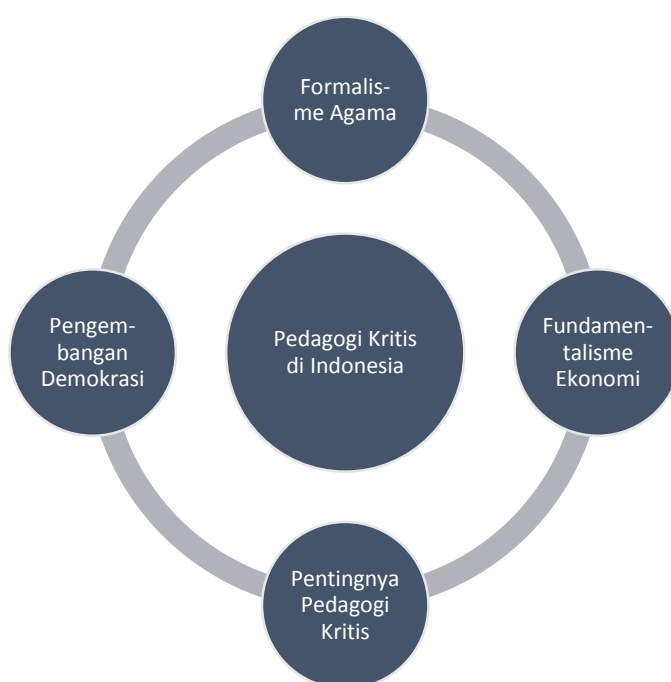 Formalis-
me Agama
Pengem-
bangan
Demokrasi
Pedagogi Kritis
di Indonesia
Fundamen-
talisme
Ekonomi
Pentingnya
Pedagogi
Kritis